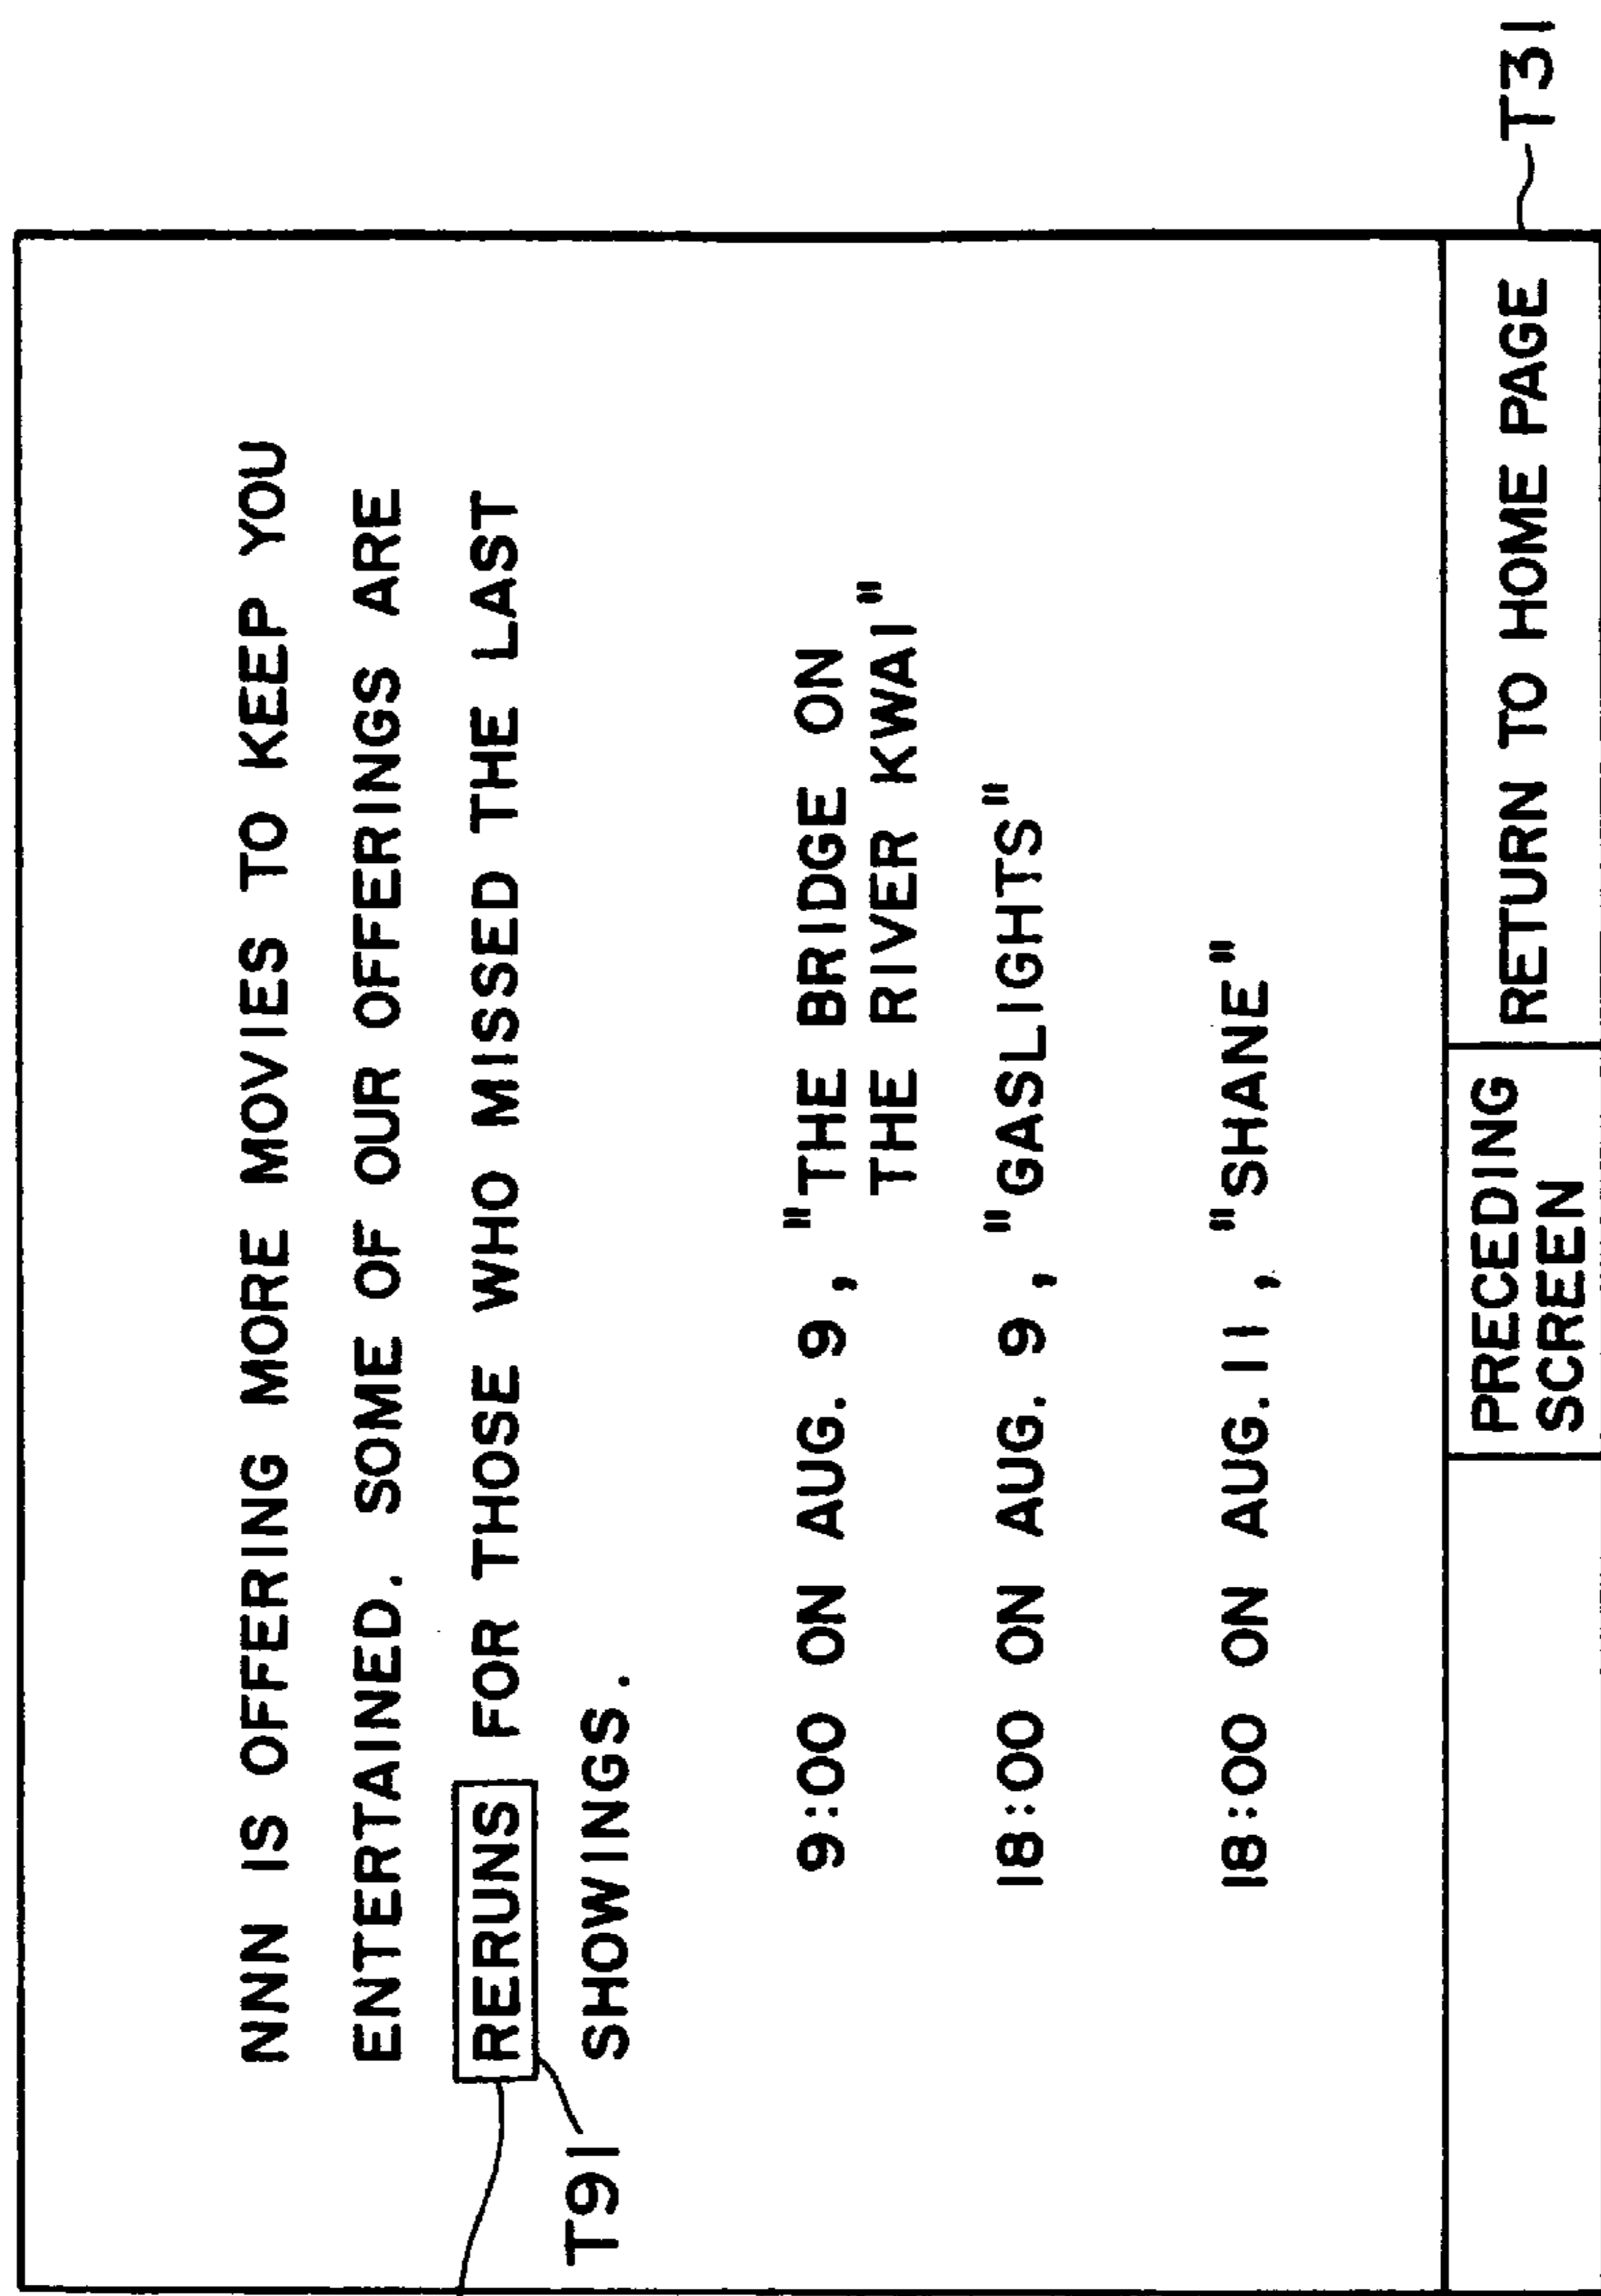 NNN IS OFFERING MORE MOVIES TO KEEP YOU
ENTERTAINED. SOME OF OUR OFFERINGS ARE
RERUNS FOR THOSE WHO MISSED THE LAST
T91
SHOWINGS.
9:00 ON AUG. 9, "THE BRIDGE ON
THE RIVER KWAI"
18:00 ON AUG. 9, "GASLIGHTS"
18:00 ON AUG. 11, "SHANE"
PRECEDING
SCREEN
RETURN TO HOME PAGE
T31